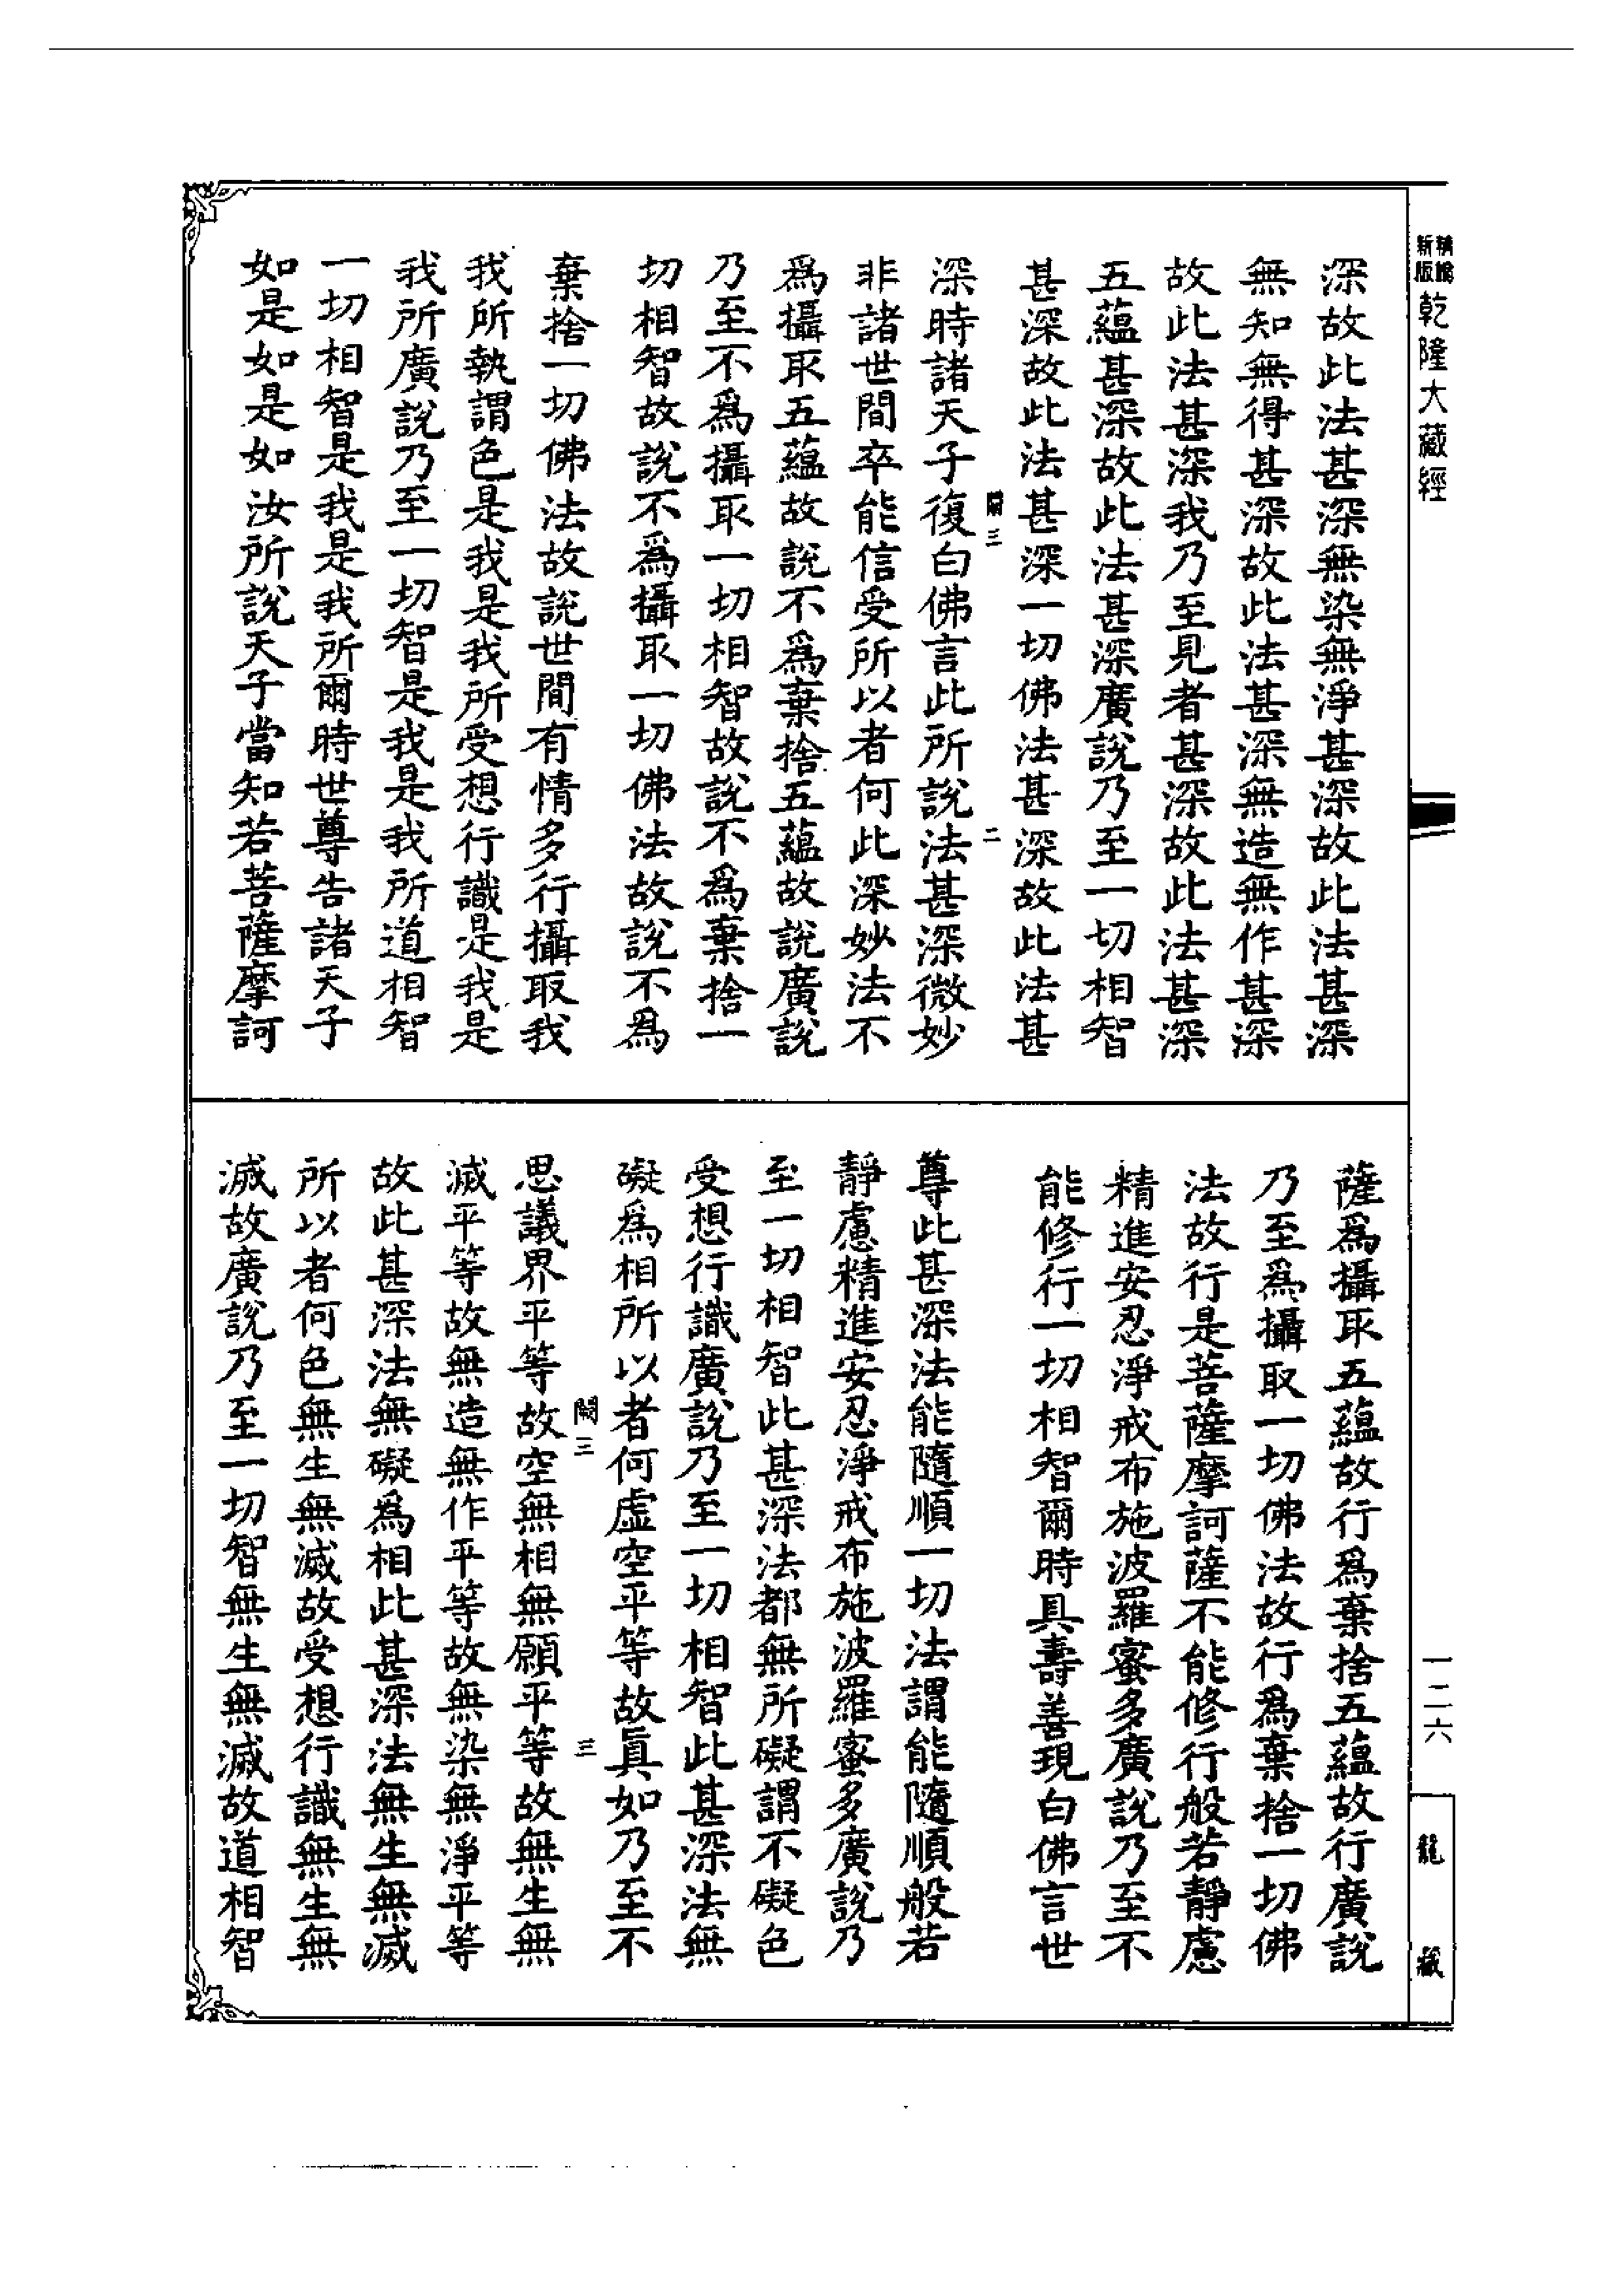 新版
精縮
乾隆大藏經
深故此法甚深無染無淨甚深故此法甚深
無知無得甚深故此法甚深無造無作甚深
故此法甚深我乃至見者甚深故此法甚深
五蘊甚深故此法甚深廣說乃至一切相智
甚深故此法甚深一切佛法甚深故此法甚
闕三
二
深時諸天子復白佛言此所說法甚深微妙
非諸世間卒能信受所以者何此深妙法不
爲攝取五蘊故說不爲棄捨五蘊故說廣說
乃至不爲攝取一切相智故說不爲棄捨一
切相智故說不爲攝取一切佛法故說不爲
棄捨一切佛法故說世間有情多行攝取我
我所執謂色是我是我所受想行識是我是
我所廣說乃至一切智是我是我所道相智
一切相智是我是我所爾時世尊告諸天子
如是如是如汝所說天子當知若菩薩摩訶
薩爲攝取五蘊故行爲棄捨五蘊故行廣說
乃至爲攝取一切佛法故行爲棄捨一切佛
法故行是菩薩摩訶薩不能修行般若靜慮
精進安忍淨戒布施波羅蜜多廣說乃至不
能修行一切相智爾時具壽善現白佛言世
尊此甚深法能隨順一切法謂能隨順般若
靜慮精進安忍淨戒布施波羅蜜多廣說乃
至一切相智此甚深法都無所礙謂不礙色
受想行識廣說乃至一切相智此甚深法無
礙爲相所以者何虛空平等故眞如乃至不
闕三
三
思議界平等故空無相無願平等故無生無
滅平等故無造無作平等故無染無淨平等
故此甚深法無礙爲相此甚深法無生無滅
所以者何色無生無滅故受想行識無生無
滅故廣說乃至一切智無生無滅故道相智
一二六
龍藏